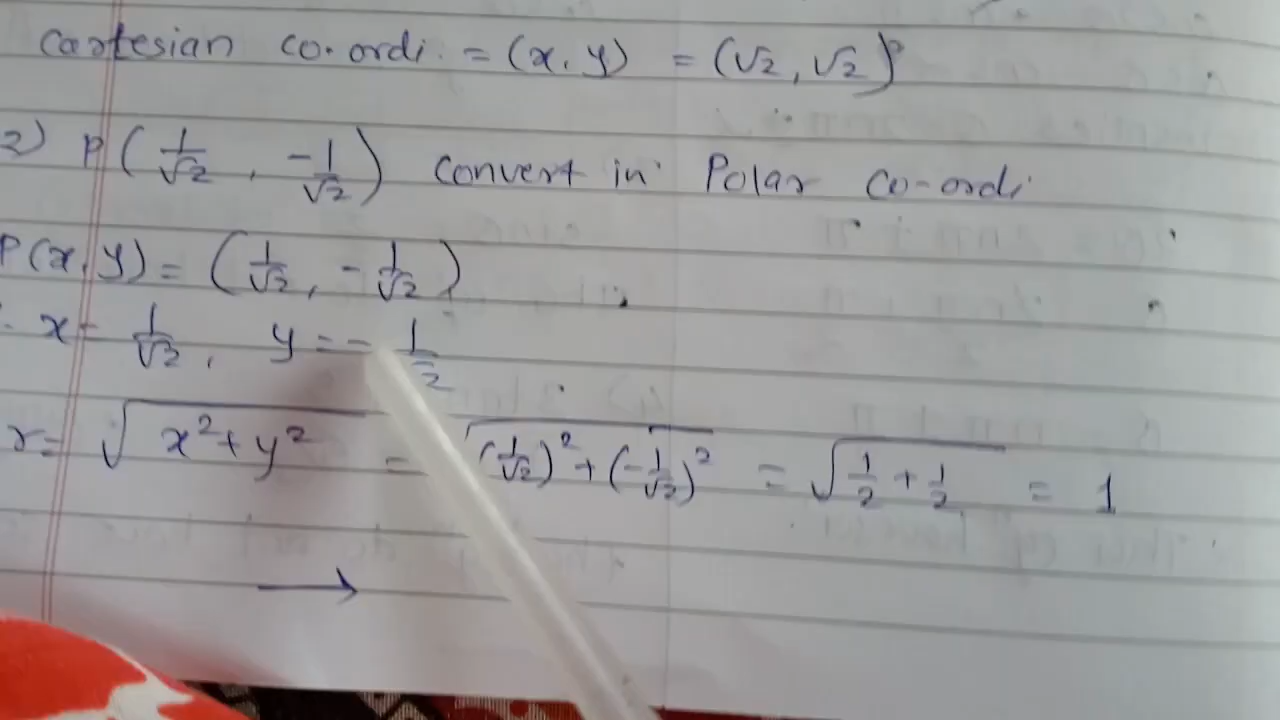 Cartesian co.ordi. = (x, y) = (√2, √2)
2) P(1/√2, -1/√2) convert in Polar co-ordi
P(x, y) = (1/√2, -1/√2)
∴ x = 1/√2, y = - 1/√2
r = √(x²+y²) = √((1/√2)²+(-1/√2)²) = √(1/2+1/2) = 1
→